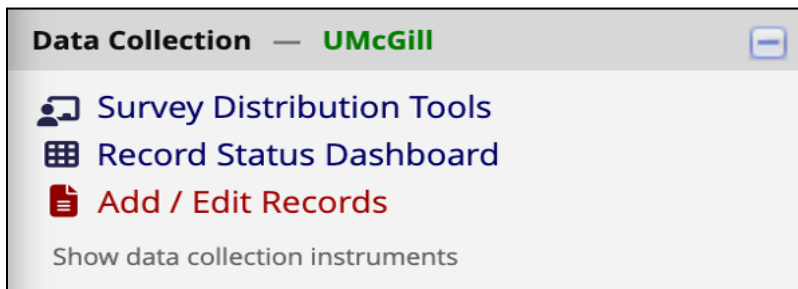 Data Collection — UMcGill
Survey Distribution Tools
Record Status Dashboard
Add / Edit Records
Show data collection instruments